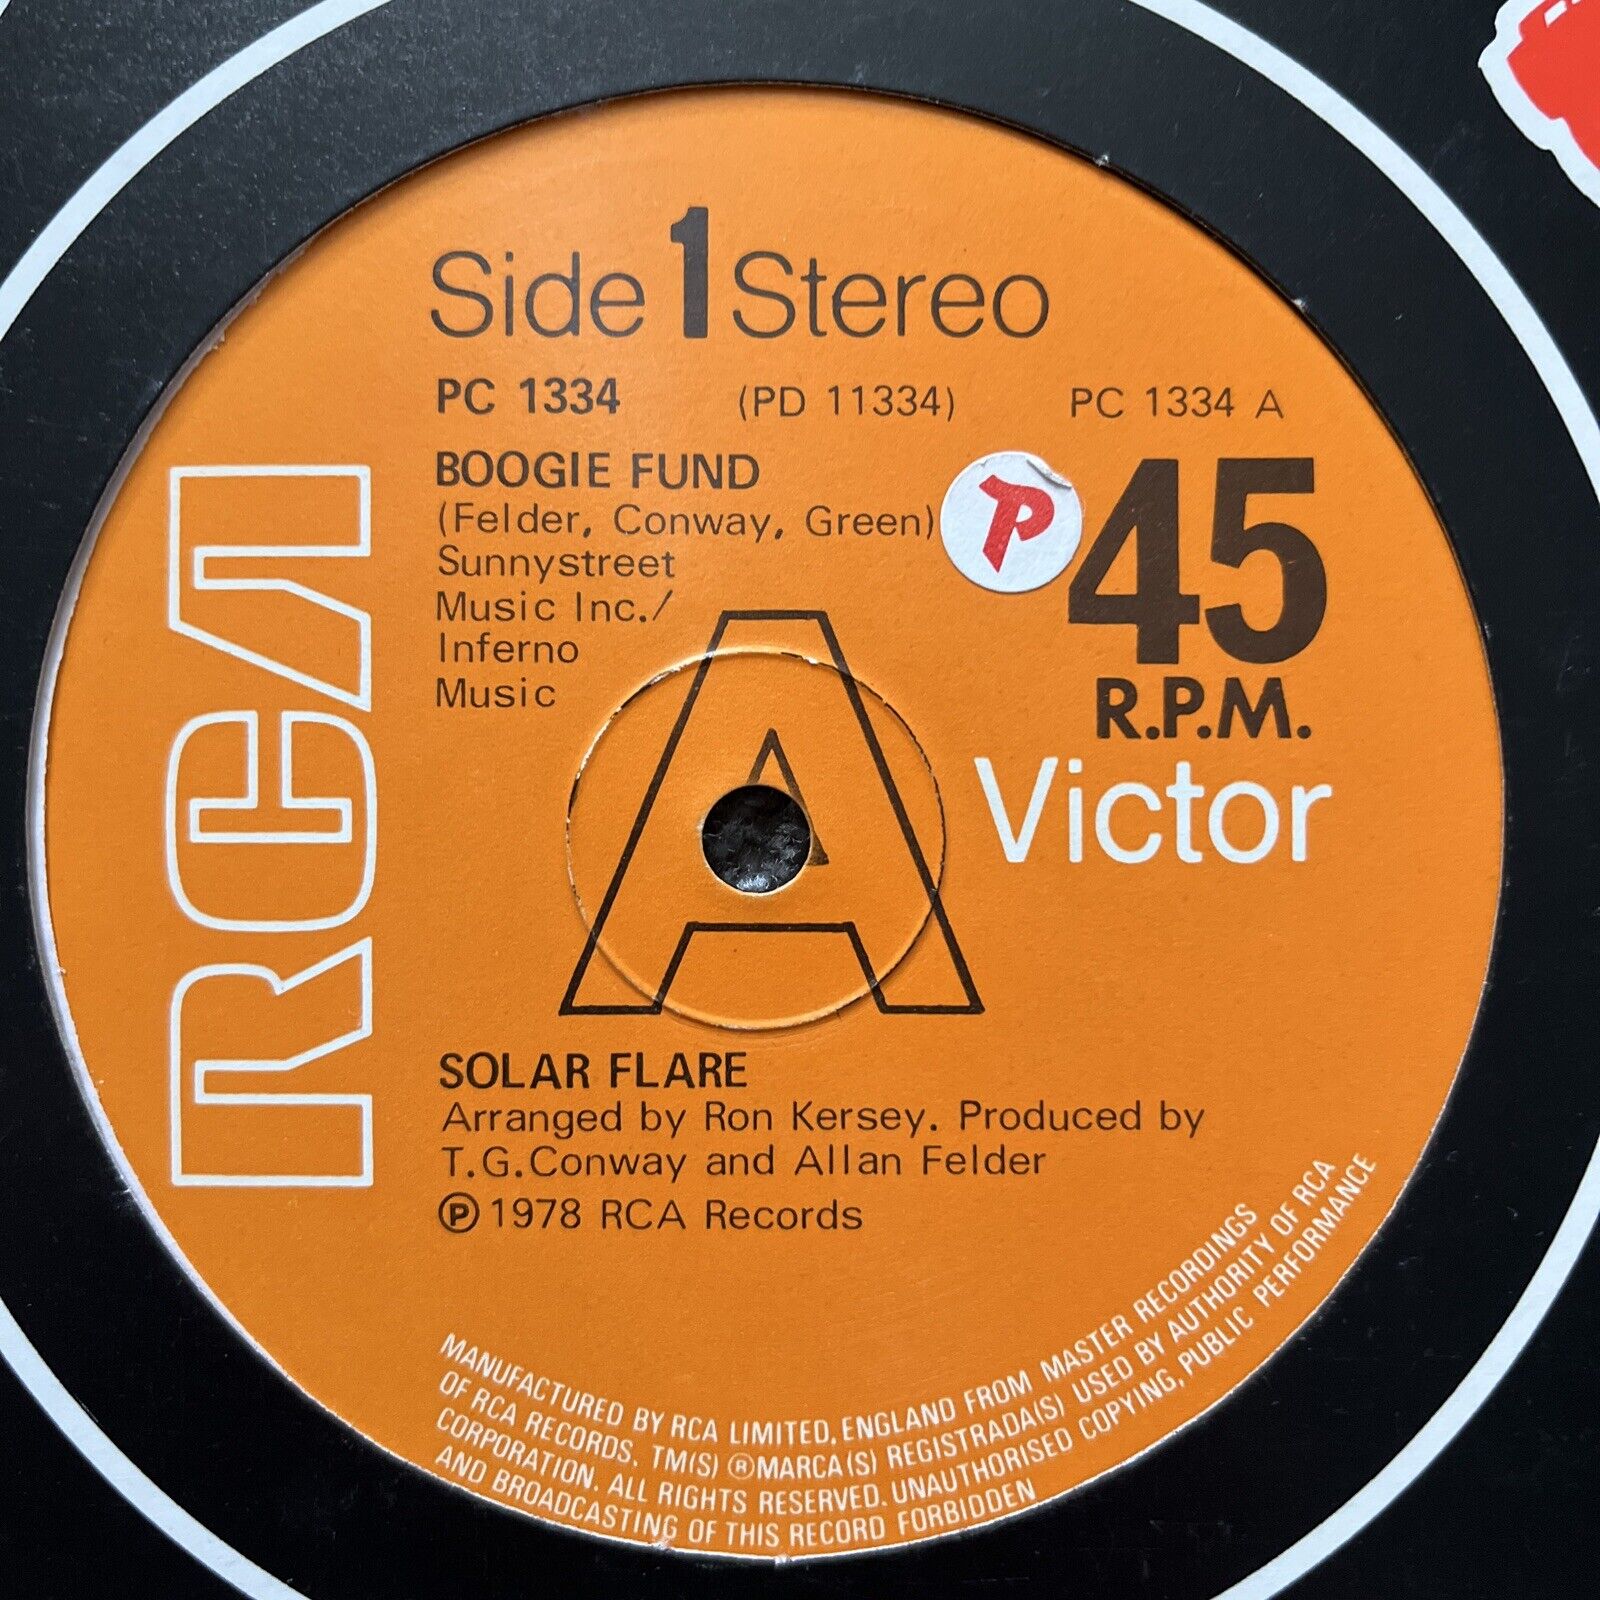 Side 1 Stereo
PC 1334 (PD 11334) PC 1334 A
BOOGIE FUND
(Felder, Conway, Green)
Sunnystreet
Music Inc./
Inferno
Music
P
45
R.P.M.
Victor
RCA
A
SOLAR FLARE
Arranged by Ron Kersey. Produced by
T.G.Conway and Allan Felder
Ⓟ 1978 RCA Records
MANUFACTURED BY RCA LIMITED, ENGLAND FROM MASTER RECORDINGS
OF RCA RECORDS. TM(S) ® MARCA(S) REGISTRADA(S) USED BY AUTHORITY OF RCA
CORPORATION. ALL RIGHTS RESERVED. UNAUTHORISED COPYING, PUBLIC PERFORMANCE
AND BROADCASTING OF THIS RECORD FORBIDDEN